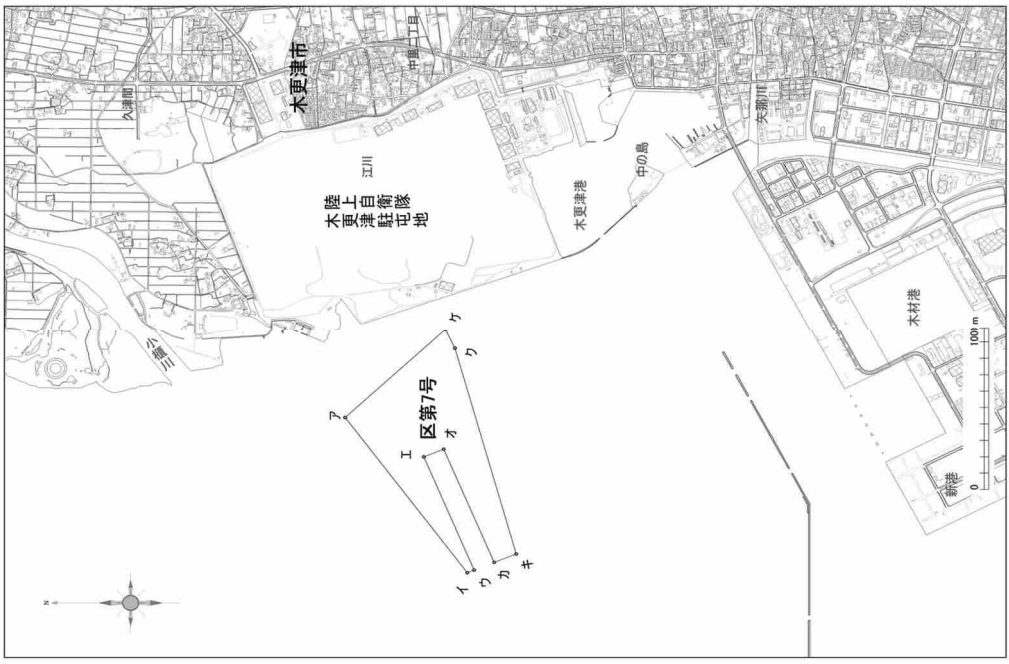 久津間
木更津市
中里二丁目
小櫃川
江川
陸上自衛隊
木更津駐屯地
木更津港
中の島
矢那川
木材港
新港
区第7号
ア
イ
ウ
エ
オ
カ
キ
ク
ケ
N
0
m